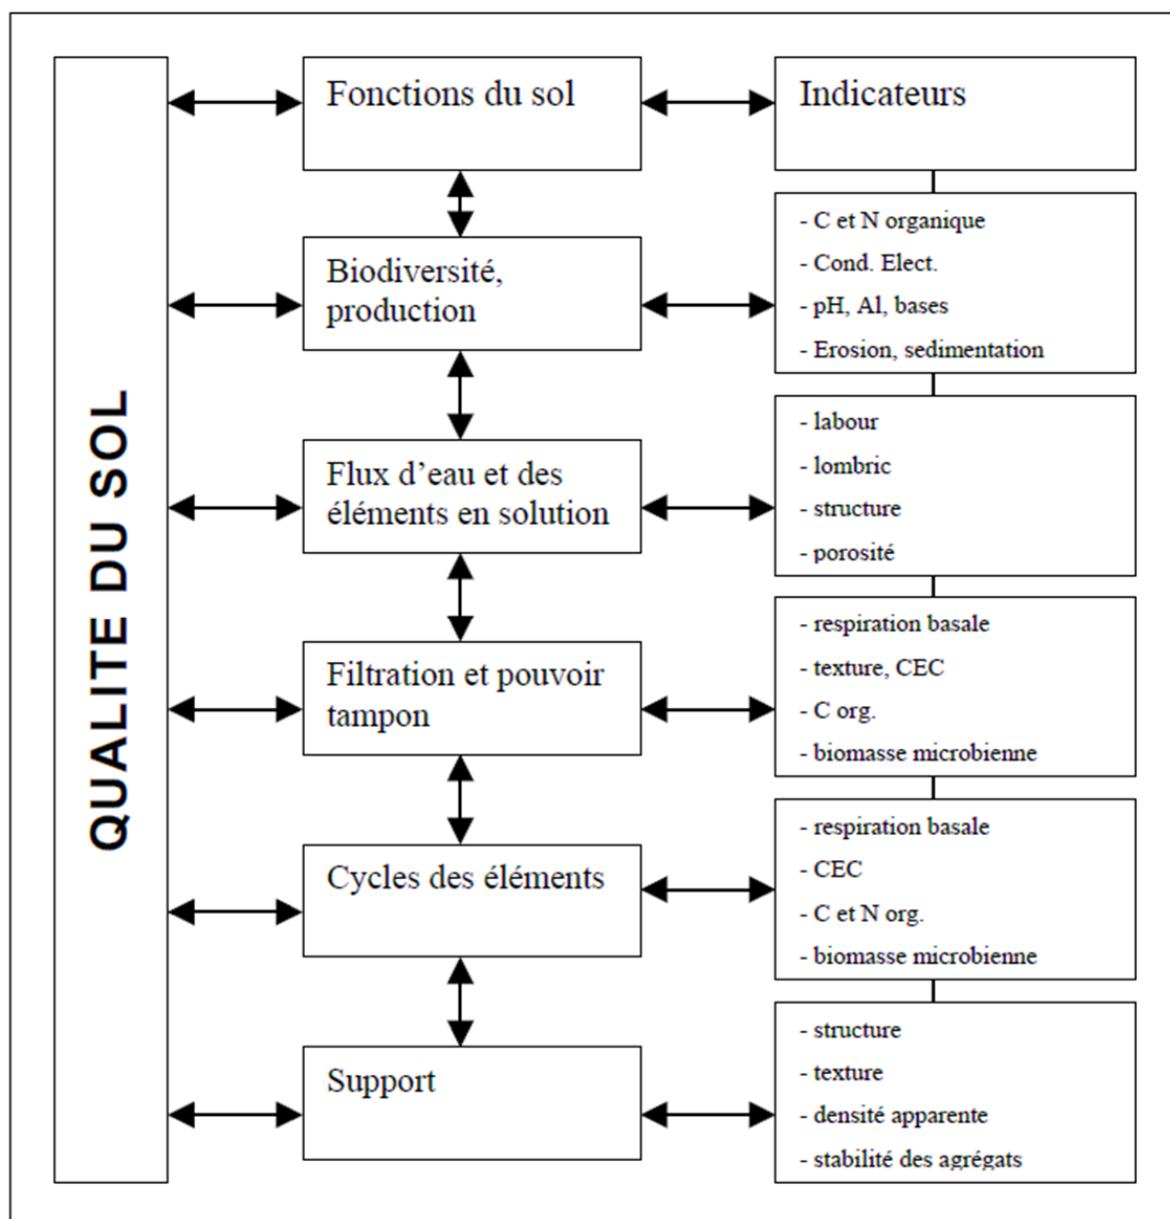 QUALITE DU SOL
Fonctions du sol
Indicateurs
Biodiversité,
production
- C et N organique
- Cond. Elect.
- pH, Al, bases
- Erosion, sedimentation
Flux d’eau et des
éléments en solution
- labour
- lombric
- structure
- porosité
Filtration et pouvoir
tampon
- respiration basale
- texture, CEC
- C org.
- biomasse microbienne
Cycles des éléments
- respiration basale
- CEC
- C et N org.
- biomasse microbienne
Support
- structure
- texture
- densité apparente
- stabilité des agrégats